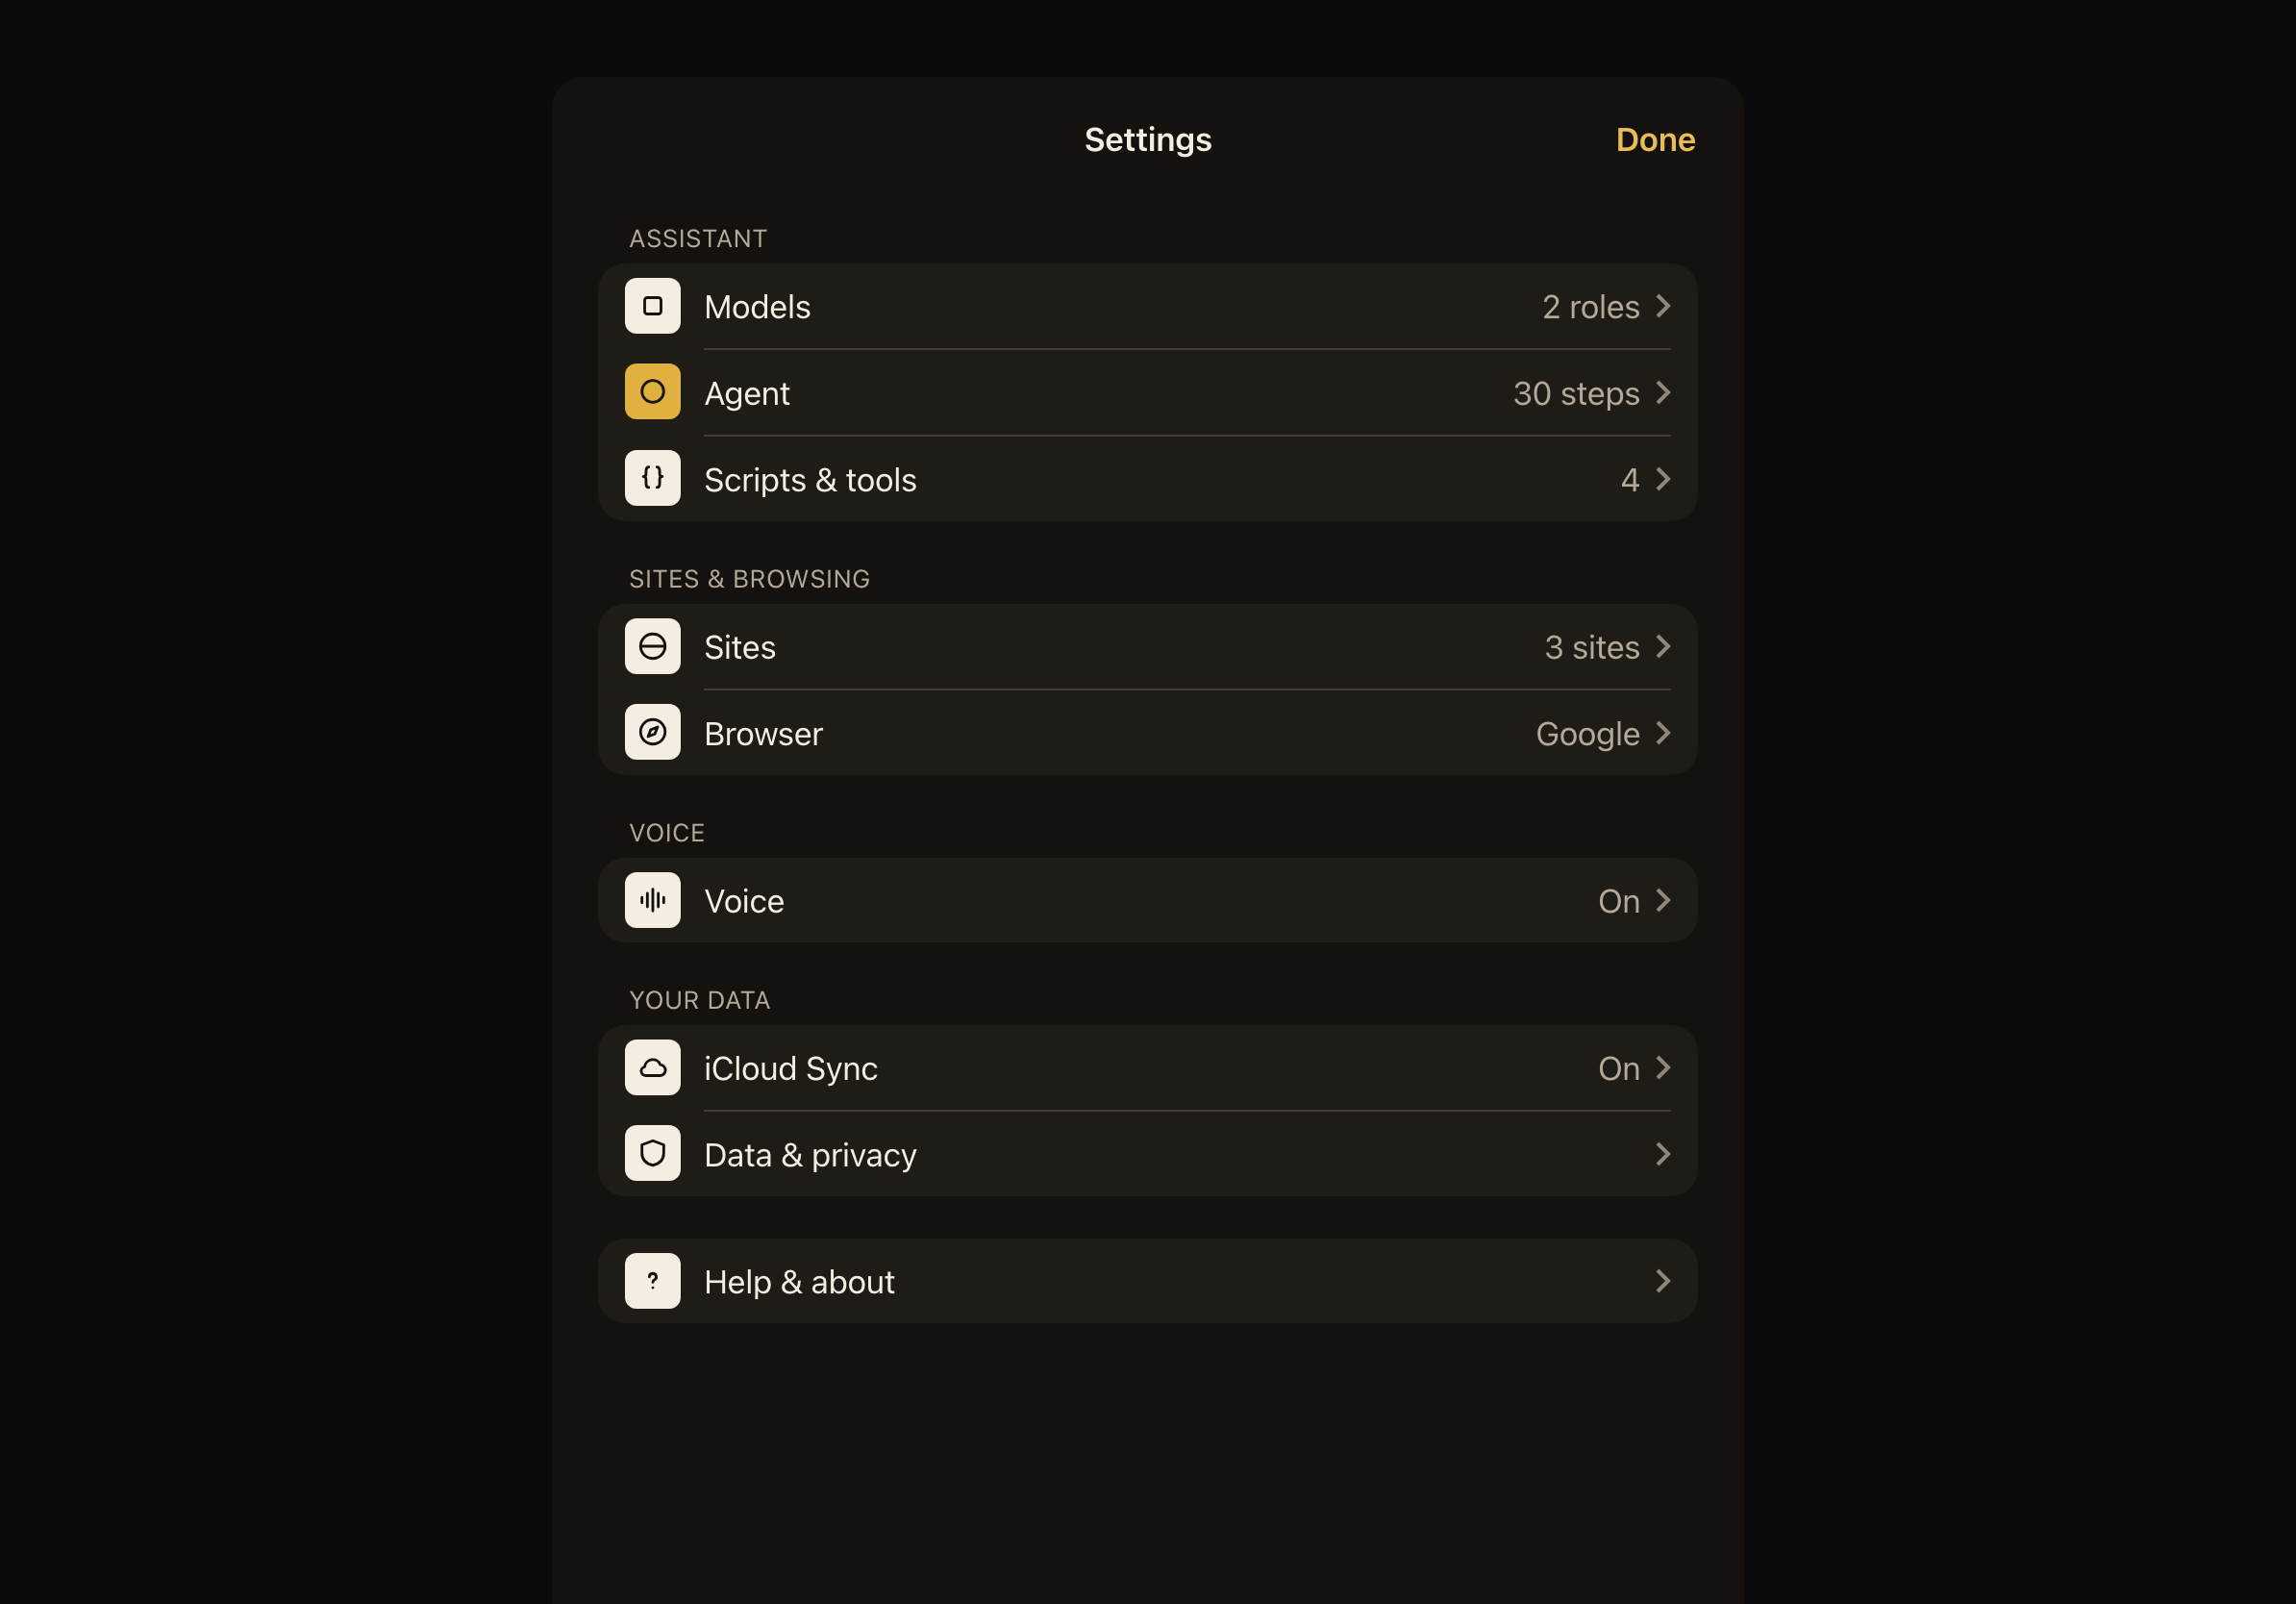 Settings
Done
ASSISTANT
Models
2 roles
Agent
30 steps
Scripts & tools
4
SITES & BROWSING
Sites
3 sites
Browser
Google
VOICE
Voice
On
YOUR DATA
iCloud Sync
On
Data & privacy
Help & about